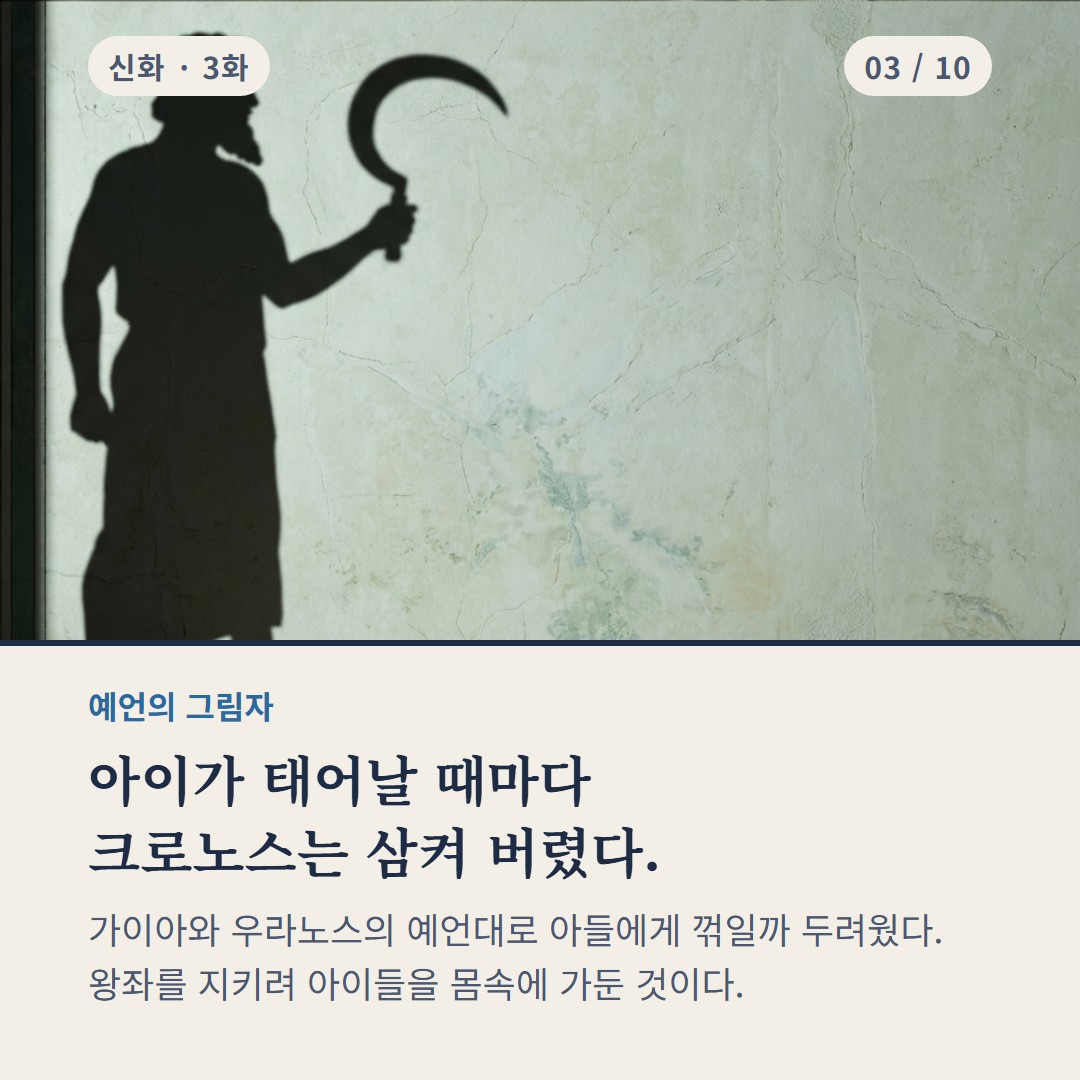 신화 · 3화
03 / 10
예언의 그림자
아이가 태어날 때마다
크로노스는 삼켜 버렸다.
가이아와 우라노스의 예언대로 아들에게 꺾일까 두려웠다.
왕좌를 지키려 아이들을 몸속에 가둔 것이다.